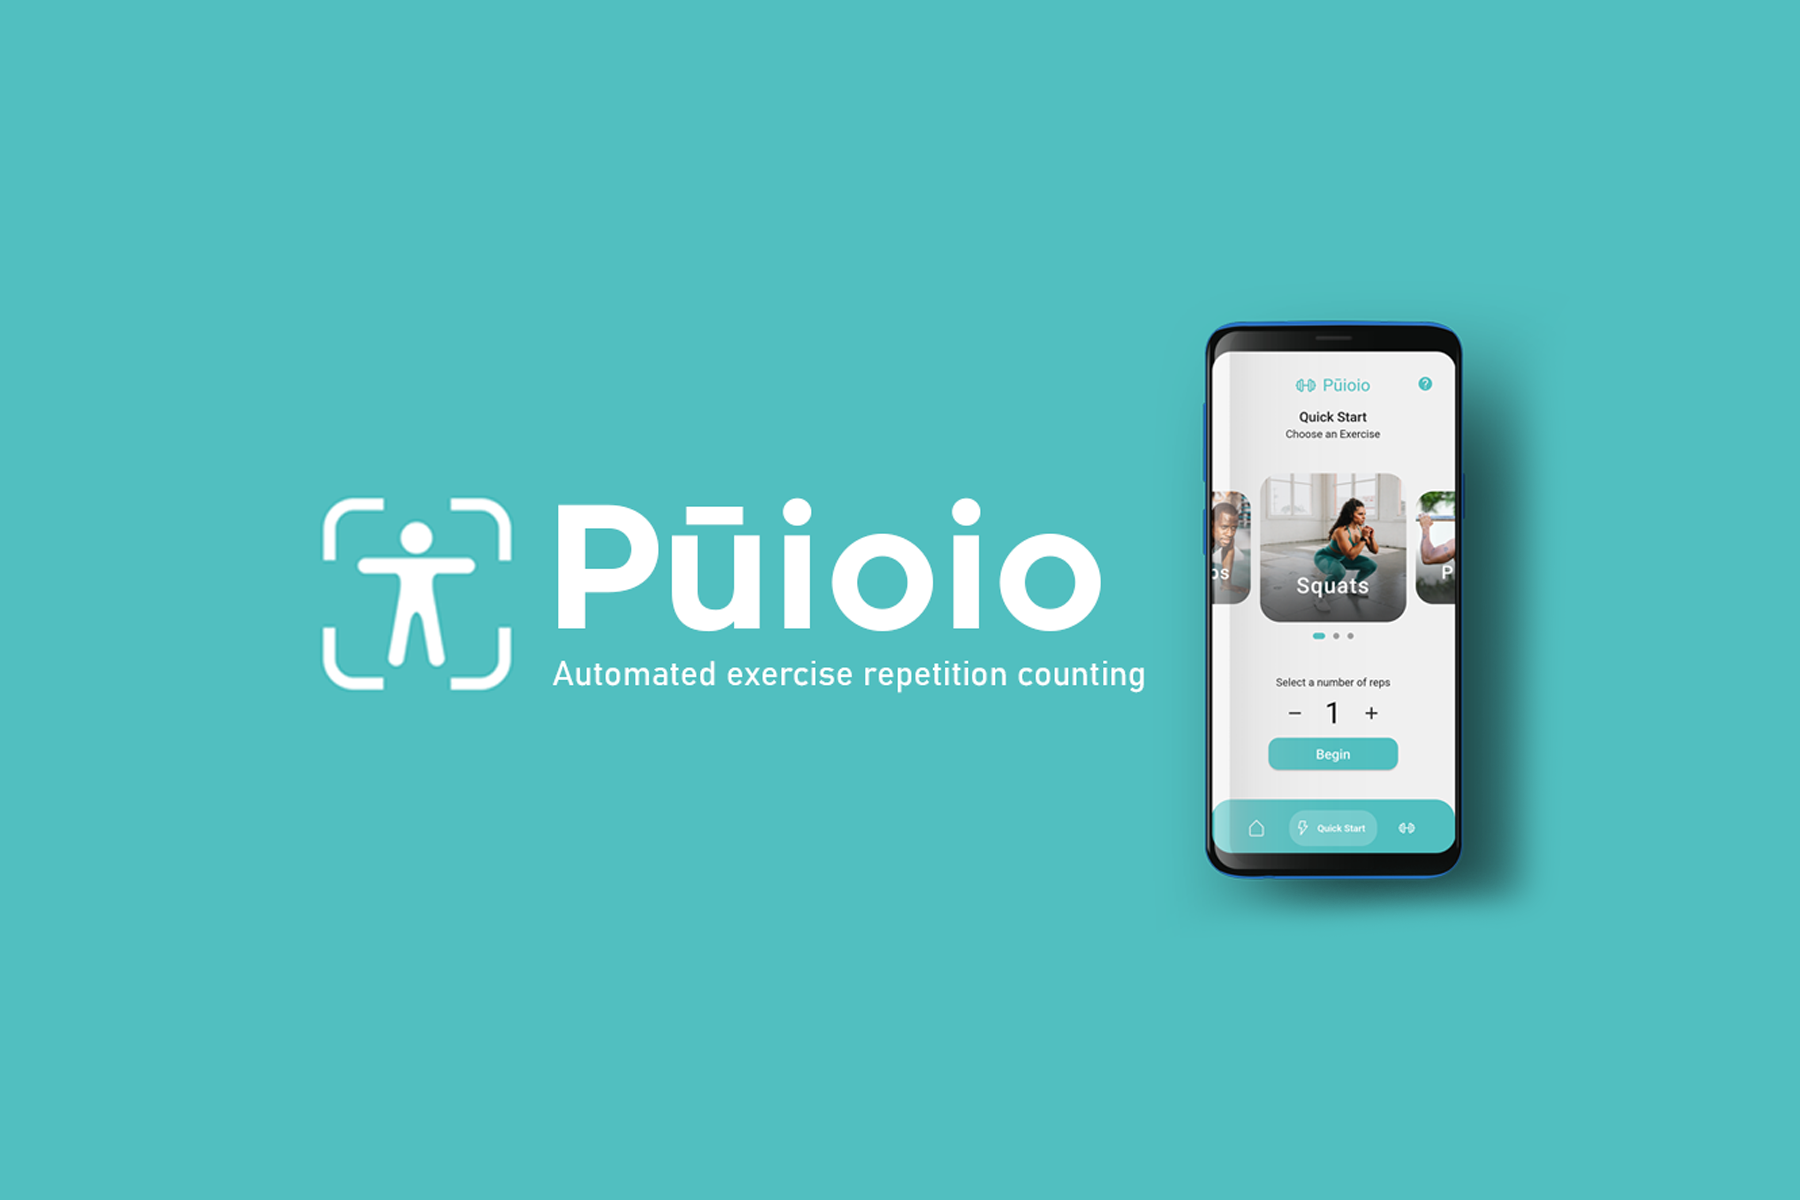 Pūioio
Automated exercise repetition counting
Pūioio
Quick Start
Choose an Exercise
Squats
Select a number of reps
− 1 +
Begin
Quick Start